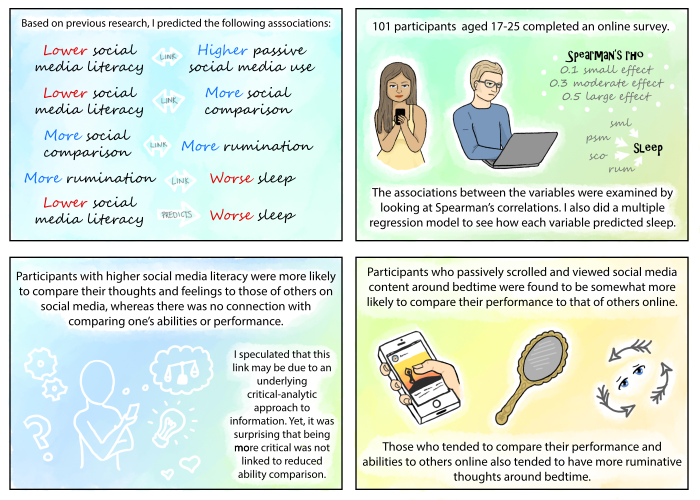 Based on previous research, I predicted the following asssociations:
Lower social media literacy LINK Higher passive social media use
Lower social media literacy LINK More social comparison
More social comparison LINK More rumination
More rumination LINK Worse sleep
Lower social media literacy PREDICTS Worse sleep
101 participants aged 17-25 completed an online survey.
Spearman's rho
0.1 small effect
0.3 moderate effect
0.5 large effect
sml
psm
sco
rum
Sleep
The associations between the variables were examined by
looking at Spearman's correlations. I also did a multiple
regression model to see how each variable predicted sleep.
Participants with higher social media literacy were more likely
to compare their thoughts and feelings to those of others on
social media, whereas there was no connection with
comparing one's abilities or performance.
I speculated that this
link may be due to an
underlying
critical-analytic
approach to
information. Yet, it was
surprising that being
more critical was not
linked to reduced
ability comparison.
Participants who passively scrolled and viewed social media
content around bedtime were found to be somewhat more
likely to compare their performance to that of others online.
Those who tended to compare their performance and
abilities to others online also tended to have more ruminative
thoughts around bedtime.